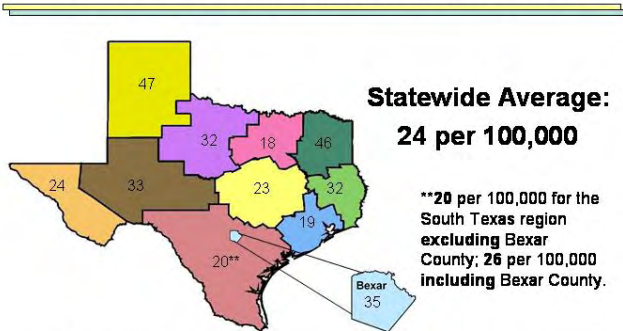 47
Statewide Average:
24 per 100,000
32
18
46
24
33
23
32
**20 per 100,000 for the
South Texas region
excluding Bexar
County; 26 per 100,000
including Bexar County.
19
20**
Bexar
35